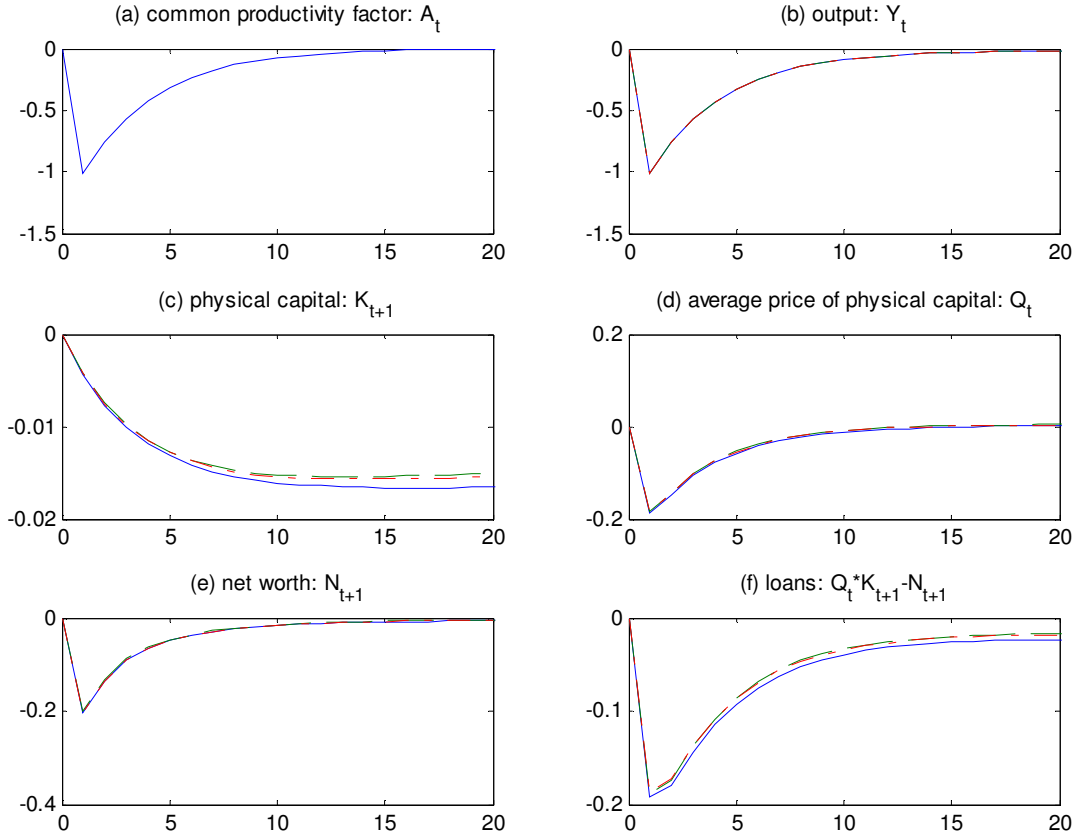 (a) common productivity factor: A_t
0
-0.5
-1
-1.5
0 5 10 15 20
(b) output: Y_t
0
-0.5
-1
-1.5
0 5 10 15 20
(c) physical capital: K_{t+1}
0
-0.01
-0.02
0 5 10 15 20
(d) average price of physical capital: Q_t
0.2
0
-0.2
0 5 10 15 20
(e) net worth: N_{t+1}
0
-0.2
-0.4
0 5 10 15 20
(f) loans: Q_t*K_{t+1}-N_{t+1}
0
-0.1
-0.2
0 5 10 15 20